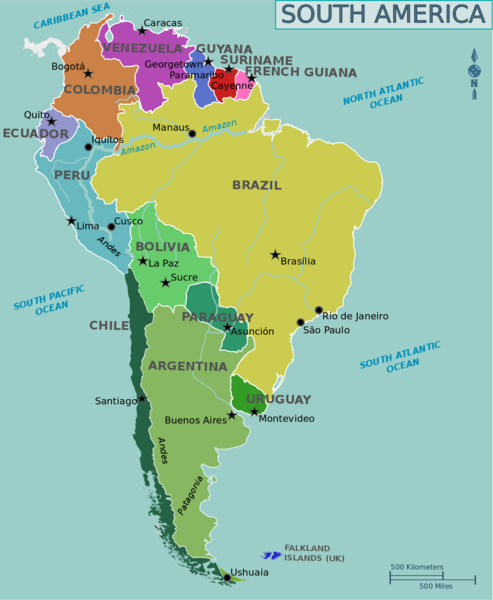 SOUTH AMERICA
CARIBBEAN SEA
Caracas
VENEZUELA
GUYANA
SURINAME
FRENCH GUIANA
Georgetown
Paramaribo
Cayenne
Bogotá
COLOMBIA
N
NORTH ATLANTIC
OCEAN
Quito
ECUADOR
Manaus
Amazon
Iquitos
Amazon
PERU
BRAZIL
Lima
Cusco
Andes
BOLIVIA
La Paz
Sucre
Brasília
SOUTH PACIFIC
OCEAN
CHILE
PARAGUAY
Asunción
Rio de Janeiro
São Paulo
SOUTH ATLANTIC
OCEAN
ARGENTINA
URUGUAY
Santiago
Buenos Aires
Montevideo
Andes
Patagonia
FALKLAND
ISLANDS (UK)
Ushuaia
500 Kilometers
500 Miles